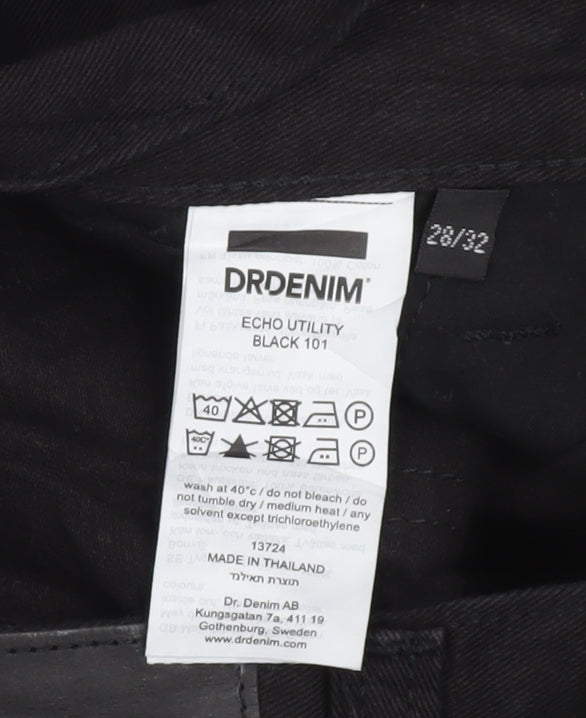 28/32
DRDENIM®
ECHO UTILITY
BLACK 101
40
P
40C°
P
wash at 40°c / do not bleach / do
not tumble dry / medium heat / any
solvent except trichloroethylene
13724
MADE IN THAILAND
תוצרת תאילנד
Dr. Denim AB
Kungsgatan 7a, 411 19
Gothenburg, Sweden
www.drdenim.com